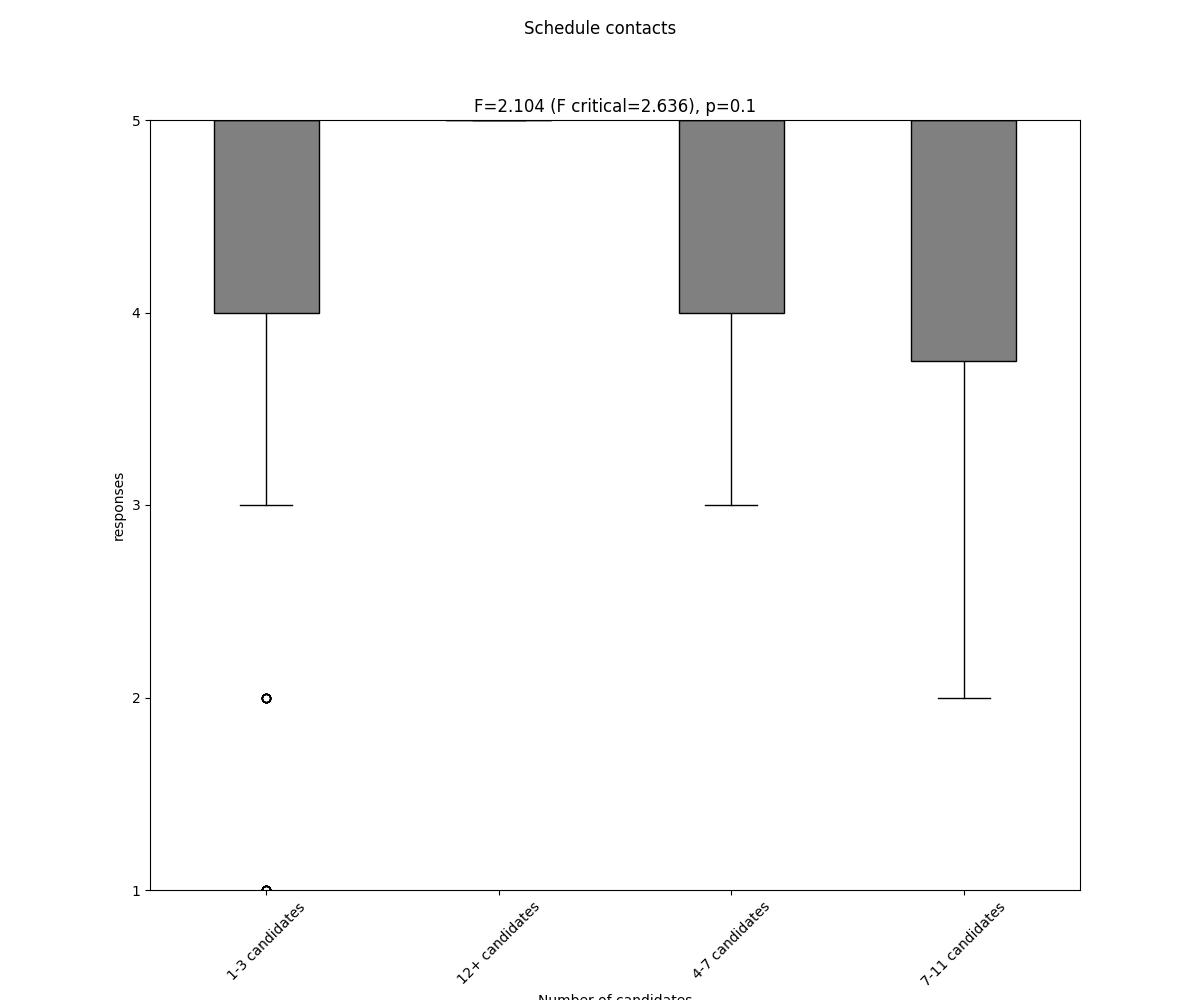 Schedule contacts
F=2.104 (F critical=2.636), p=0.1
5
4
3
2
1
responses
1-3 candidates
12+ candidates
4-7 candidates
7-11 candidates
Number of candidates